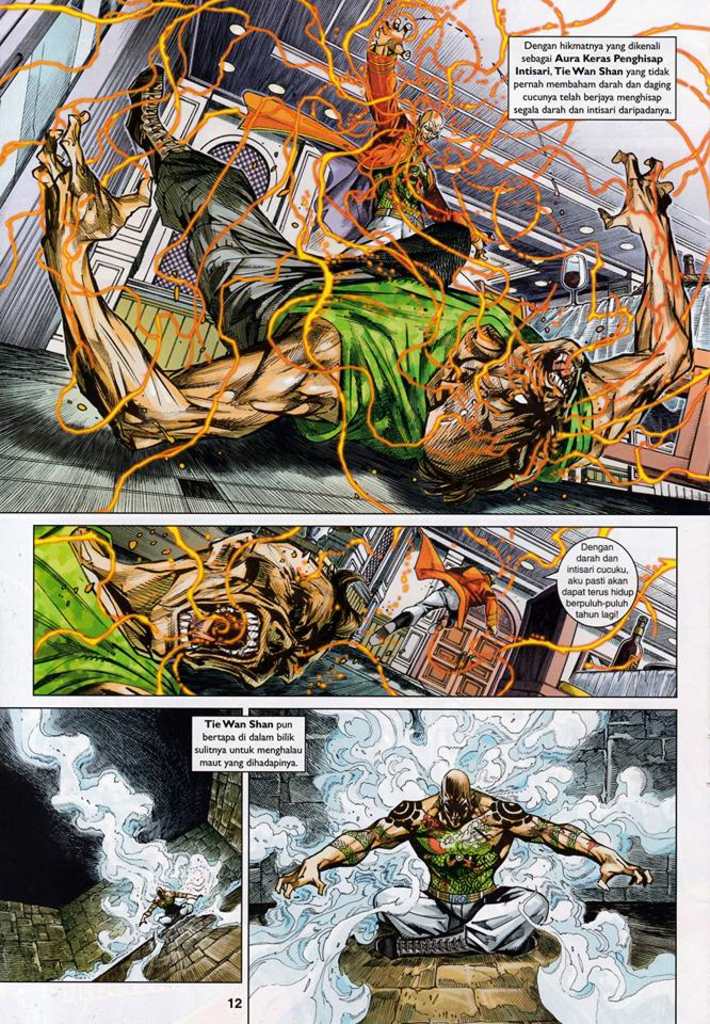 Dengan hikmatnya yang dikenali
sebagai Aura Keras Penghisap
Intisari, Tie Wan Shan yang tidak
pernah membaham darah dan daging
cucunya telah berjaya menghisap
segala darah dan intisari daripadanya.
Dengan
darah dan
intisari cucuku,
aku pasti akan
dapat terus hidup
berpuluh-puluh
tahun lagi!
Tie Wan Shan pun
bertapa di dalam bilik
sulitnya untuk menghalau
maut yang dihadapinya.
12